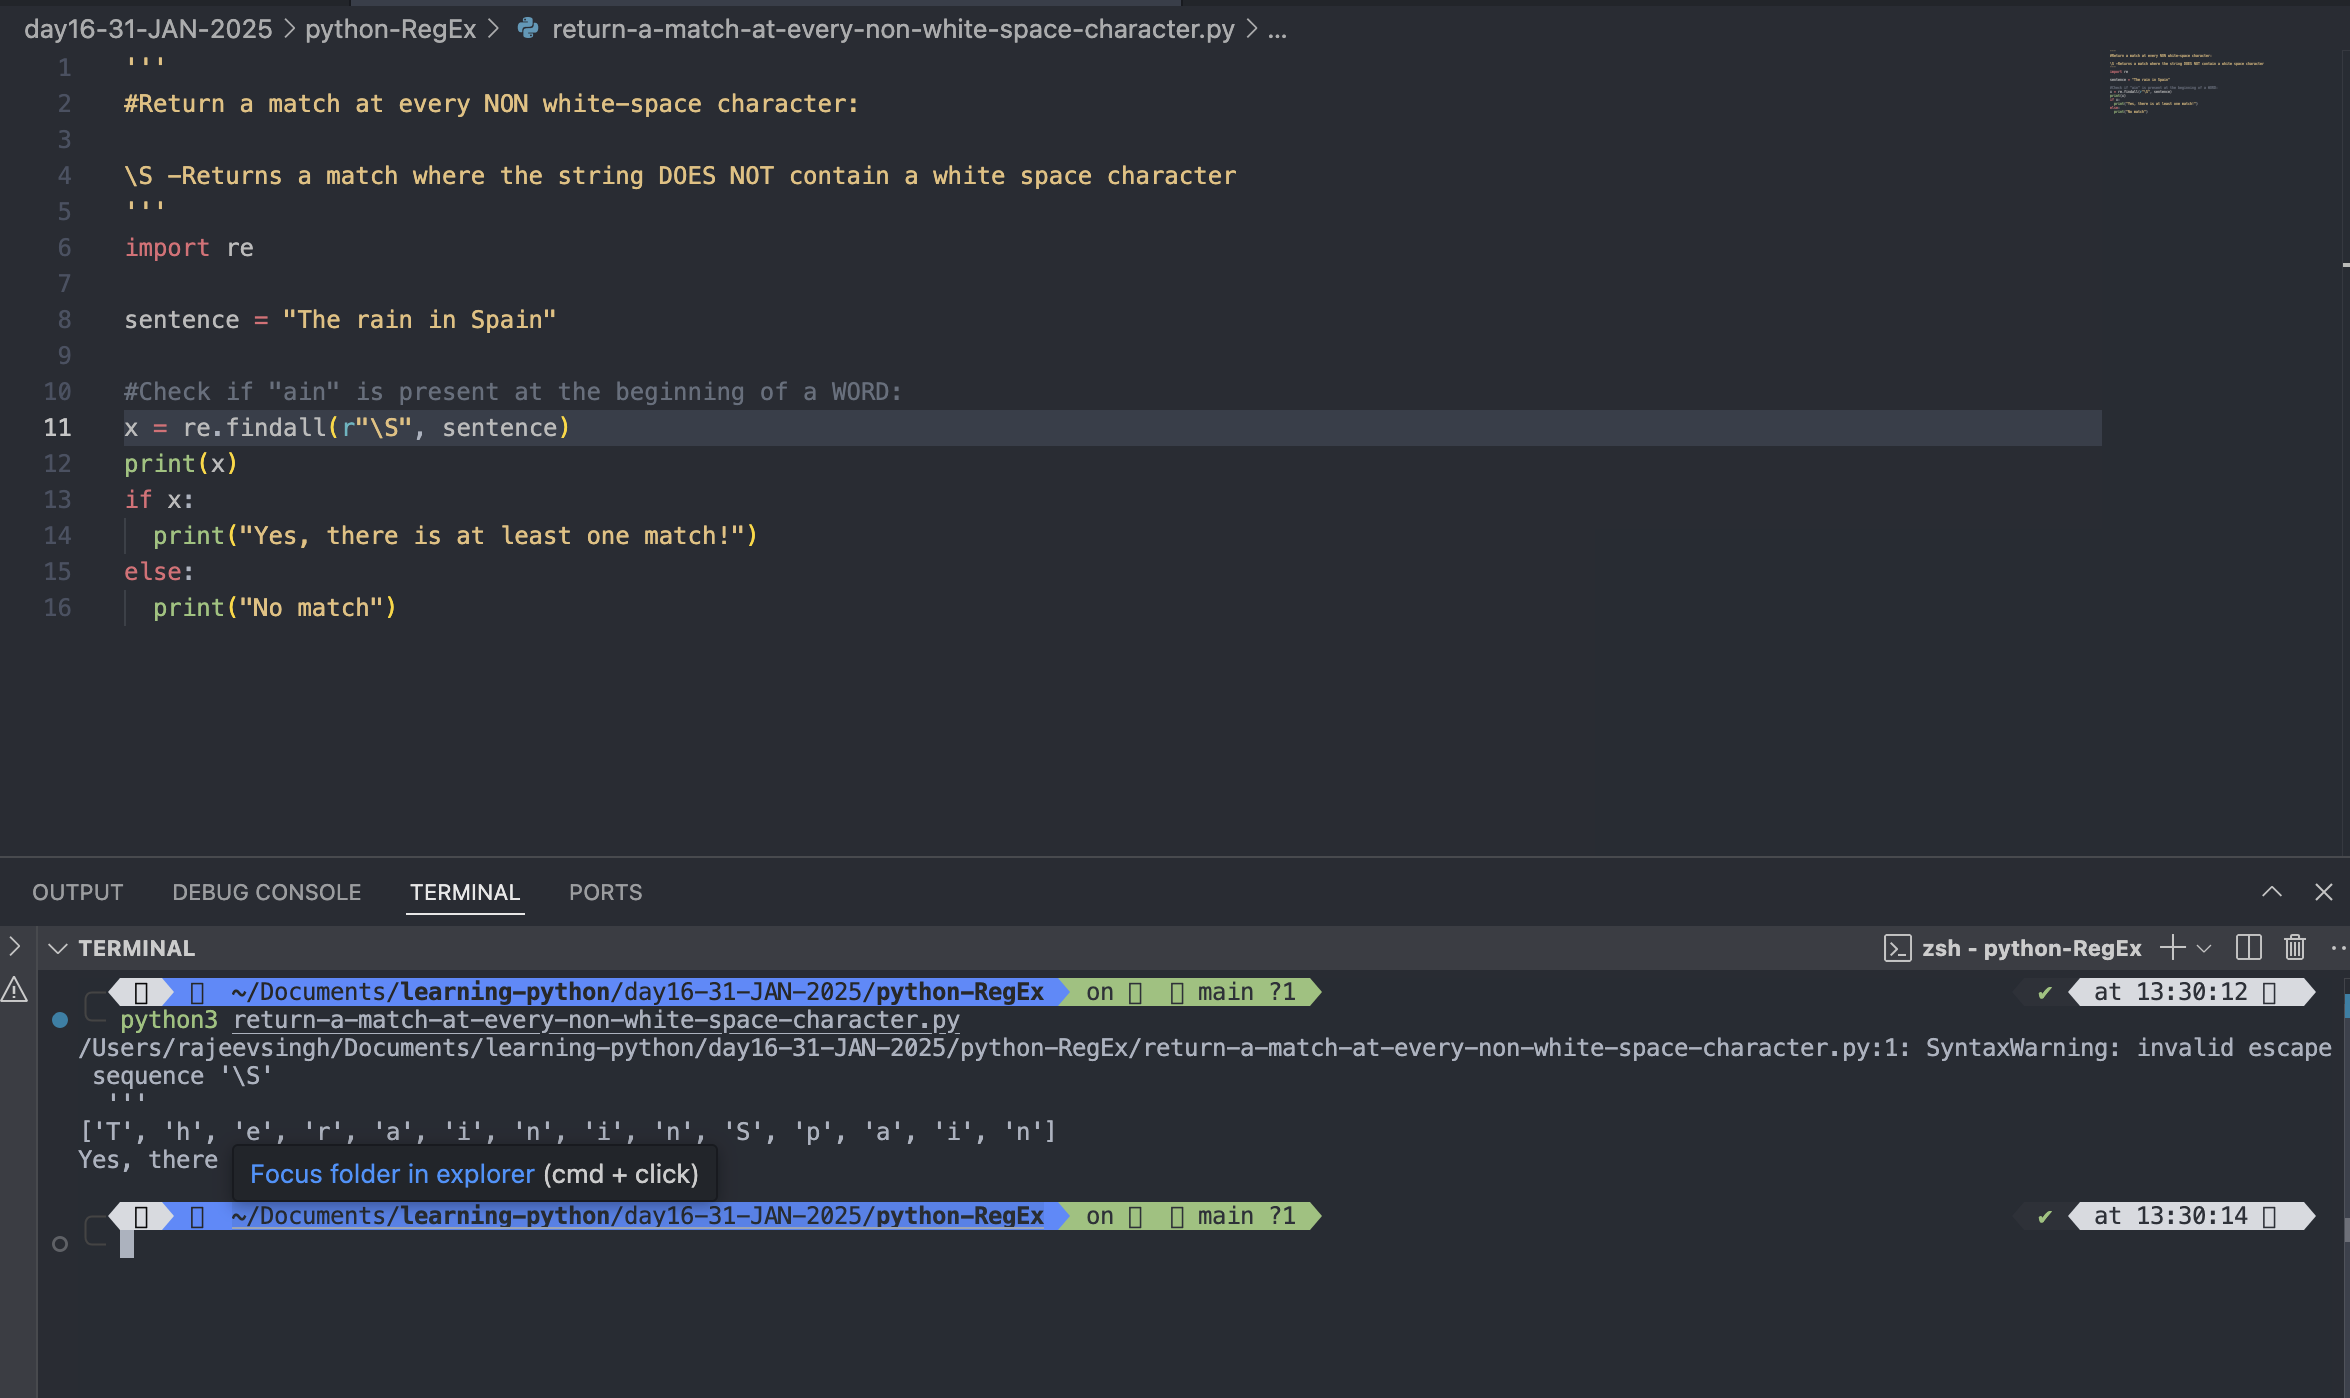 day16-31-JAN-2025 > python-RegEx > return-a-match-at-every-non-white-space-character.py > ...
1 '''
2 #Return a match at every NON white-space character:
3
4 \S -Returns a match where the string DOES NOT contain a white space character
5 '''
6 import re
7
8 sentence = "The rain in Spain"
9
10 #Check if "ain" is present at the beginning of a WORD:
11 x = re.findall(r"\S", sentence)
12 print(x)
13 if x:
14   print("Yes, there is at least one match!")
15 else:
16   print("No match")
OUTPUT DEBUG CONSOLE TERMINAL PORTS
TERMINAL zsh - python-RegEx
~/Documents/learning-python/day16-31-JAN-2025/python-RegEx on main ?1 ✔ at 13:30:12
python3 return-a-match-at-every-non-white-space-character.py
/Users/rajeevsingh/Documents/learning-python/day16-31-JAN-2025/python-RegEx/return-a-match-at-every-non-white-space-character.py:1: SyntaxWarning: invalid escape
sequence '\S'
'''
['T', 'h', 'e', 'r', 'a', 'i', 'n', 'i', 'n', 'S', 'p', 'a', 'i', 'n']
Yes, there
Focus folder in explorer (cmd + click)
~/Documents/learning-python/day16-31-JAN-2025/python-RegEx on main ?1 ✔ at 13:30:14